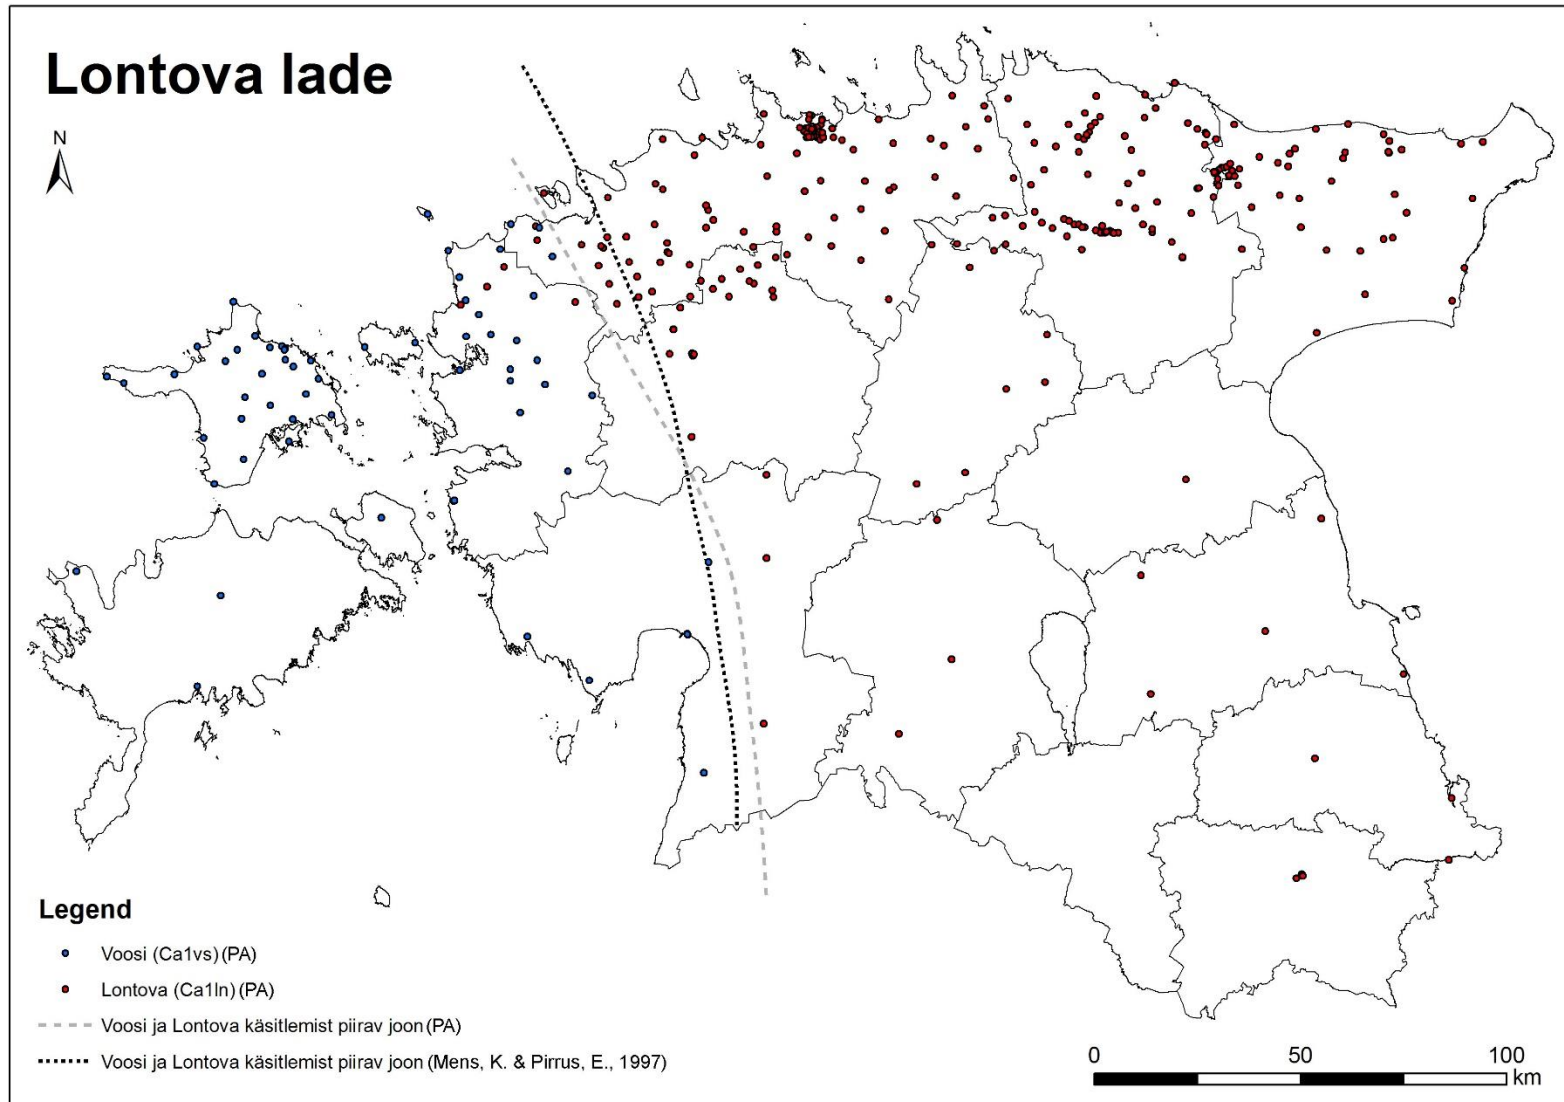 Lontova lade
N
Legend
Voosi (Ca1vs) (PA)
Lontova (Ca1ln) (PA)
Voosi ja Lontova käsitlemist piirav joon (PA)
Voosi ja Lontova käsitlemist piirav joon (Mens, K. & Pirrus, E., 1997)
0 50 100
km